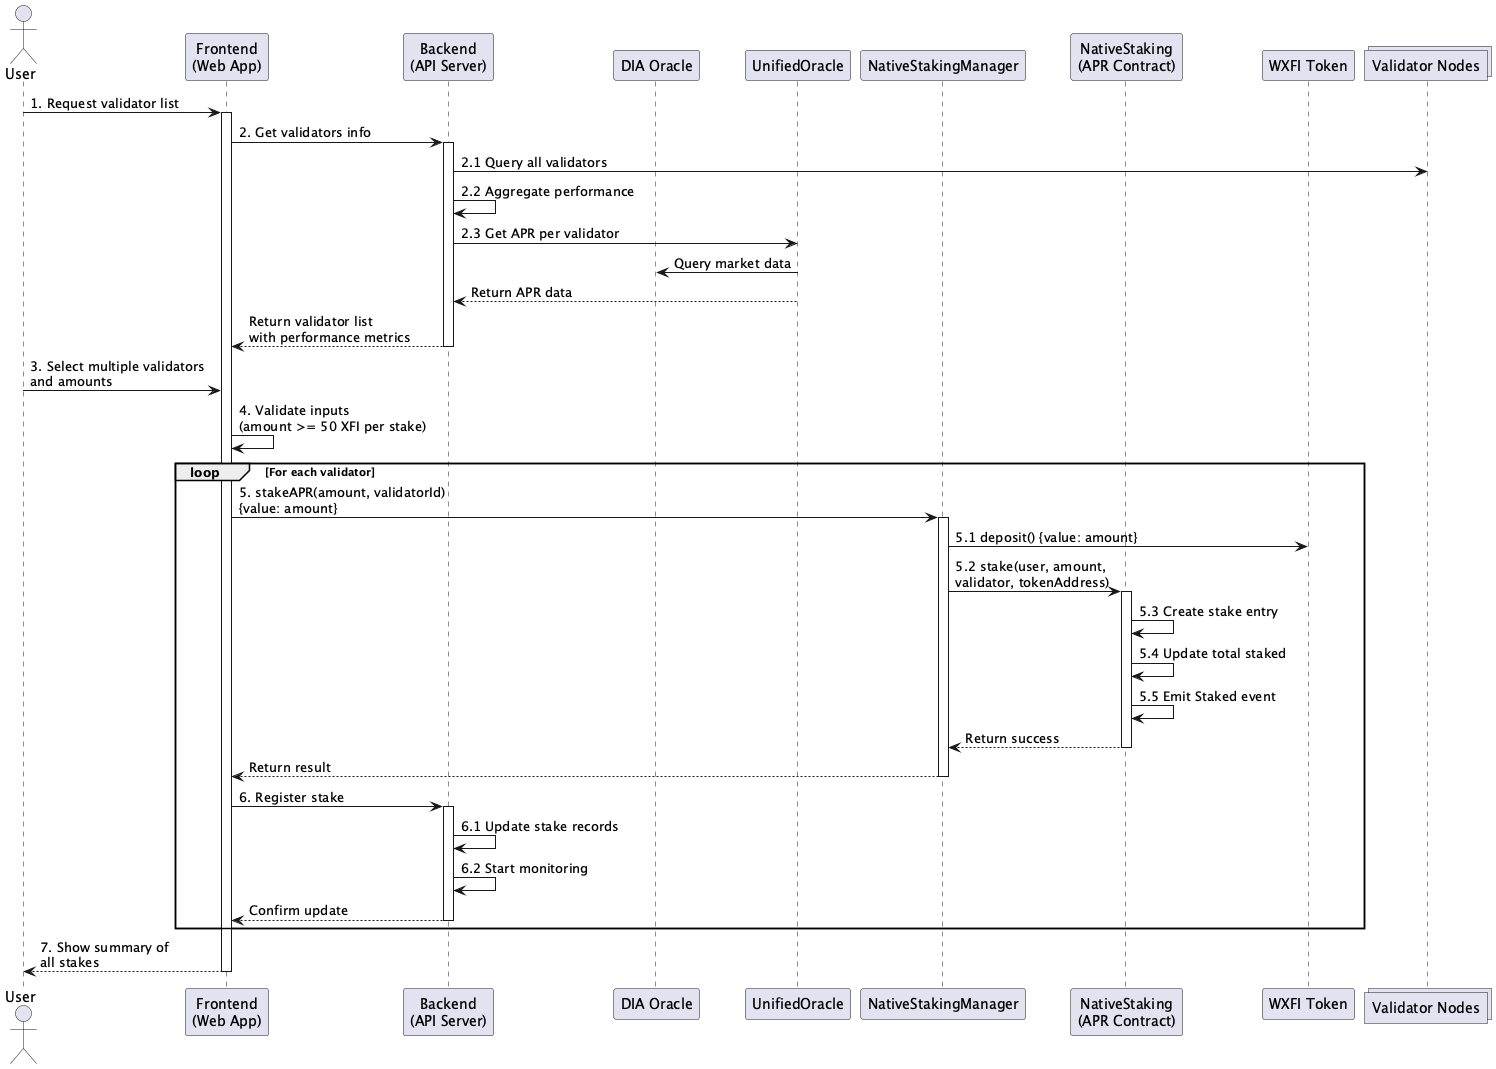 User
Frontend
(Web App)
Backend
(API Server)
DIA Oracle
UnifiedOracle
NativeStakingManager
NativeStaking
(APR Contract)
WXFI Token
Validator Nodes
1. Request validator list
2. Get validators info
2.1 Query all validators
2.2 Aggregate performance
2.3 Get APR per validator
Query market data
Return APR data
Return validator list
with performance metrics
3. Select multiple validators
and amounts
4. Validate inputs
(amount >= 50 XFI per stake)
loop
[For each validator]
5. stakeAPR(amount, validatorId)
{value: amount}
5.1 deposit() {value: amount}
5.2 stake(user, amount,
validator, tokenAddress)
5.3 Create stake entry
5.4 Update total staked
5.5 Emit Staked event
Return success
Return result
6. Register stake
6.1 Update stake records
6.2 Start monitoring
Confirm update
7. Show summary of
all stakes
User
Frontend
(Web App)
Backend
(API Server)
DIA Oracle
UnifiedOracle
NativeStakingManager
NativeStaking
(APR Contract)
WXFI Token
Validator Nodes